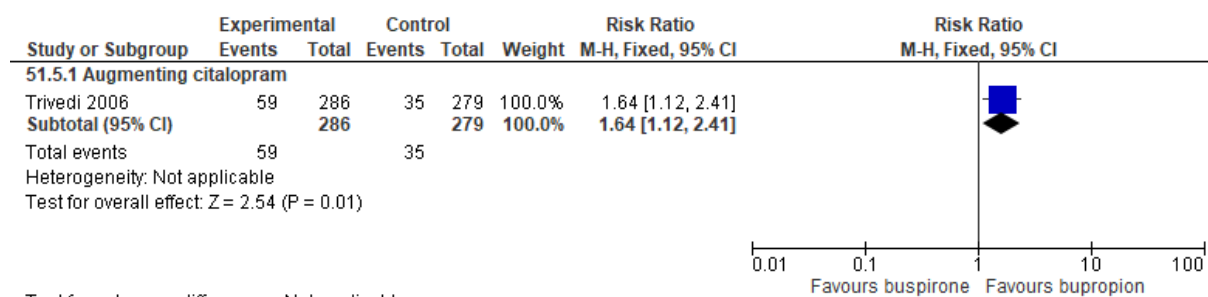 Experimental Control Risk Ratio Risk Ratio
Study or Subgroup Events Total Events Total Weight M-H, Fixed, 95% CI M-H, Fixed, 95% CI
51.5.1 Augmenting citalopram
Trivedi 2006 59 286 35 279 100.0% 1.64 [1.12, 2.41]
Subtotal (95% CI) 286 279 100.0% 1.64 [1.12, 2.41]
Total events 59 35
Heterogeneity: Not applicable
Test for overall effect: Z = 2.54 (P = 0.01)
0.01 0.1 1 10 100
Favours buspirone Favours bupropion